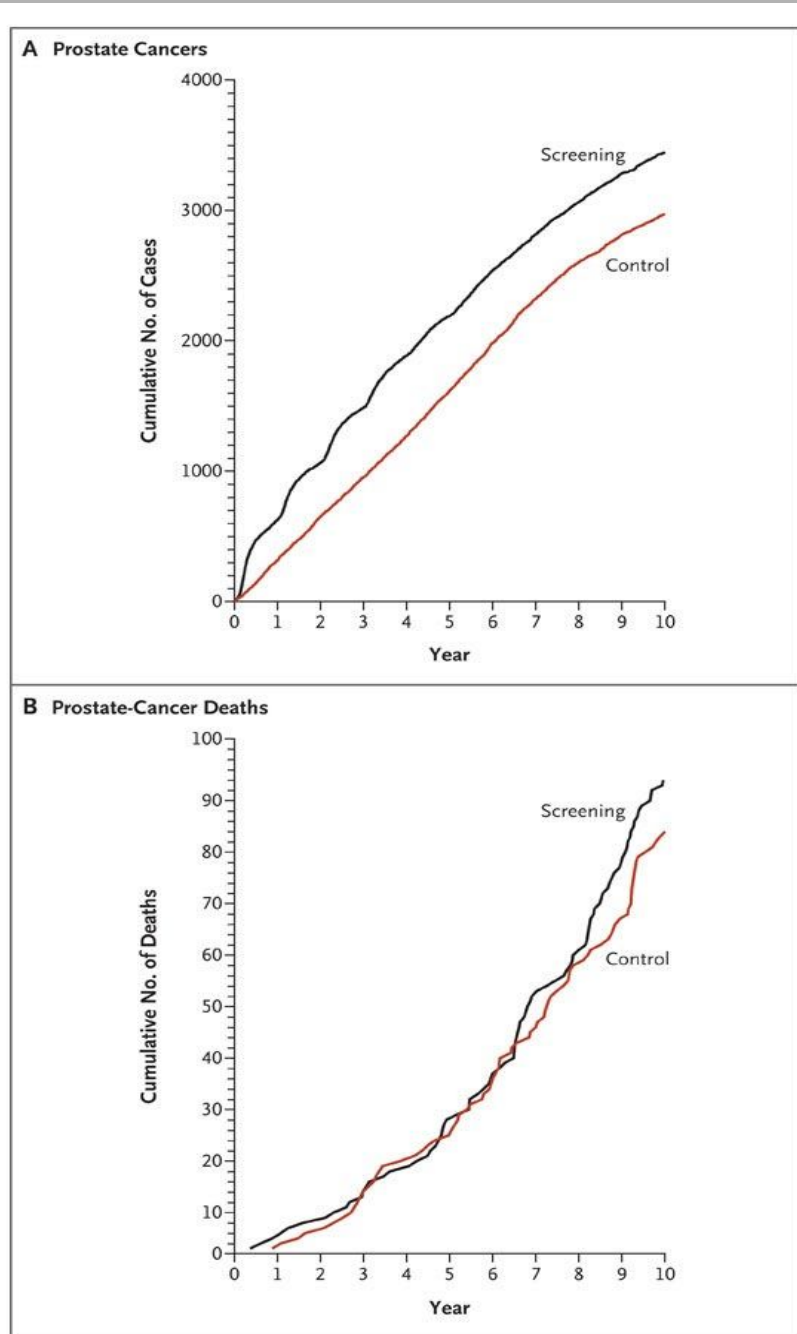 A Prostate Cancers
4000
3000
2000
1000
0
Cumulative No. of Cases
Screening
Control
0 1 2 3 4 5 6 7 8 9 10
Year
B Prostate-Cancer Deaths
100
90
80
70
60
50
40
30
20
10
0
Cumulative No. of Deaths
Screening
Control
0 1 2 3 4 5 6 7 8 9 10
Year